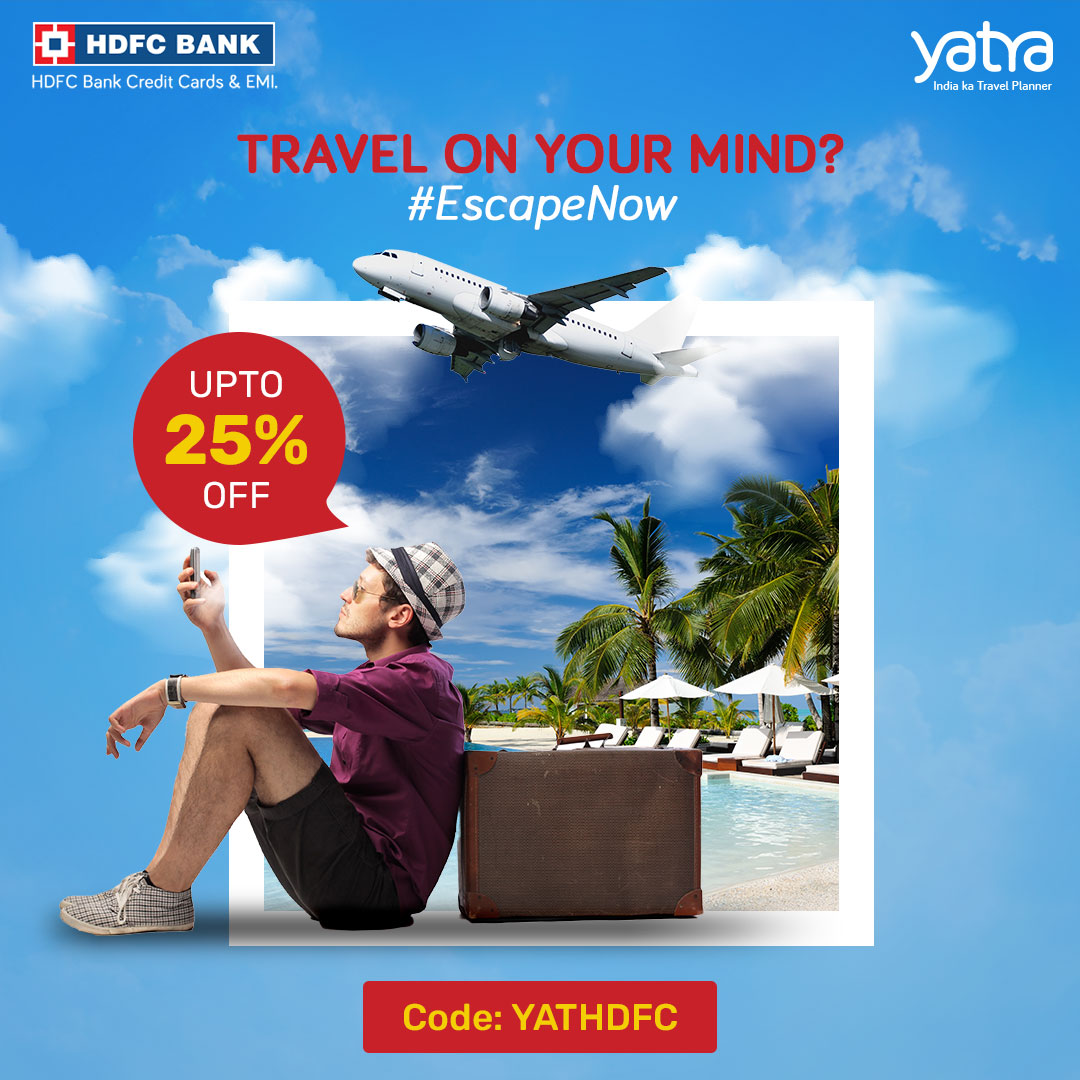 HDFC BANK
HDFC Bank Credit Cards & EMI.
yatra
India ka Travel Planner
TRAVEL ON YOUR MIND?
#EscapeNow
UPTO
25%
OFF
Code: YATHDFC